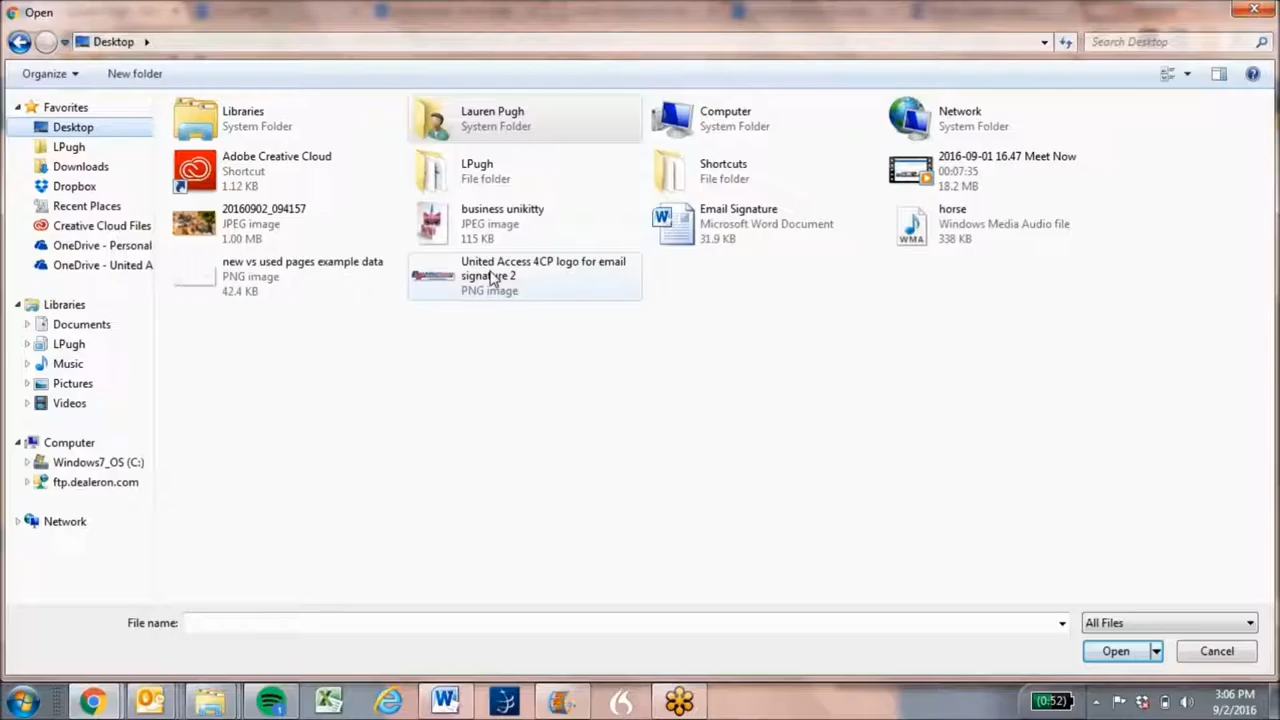 Open
Desktop
Search Desktop
Organize
New folder
Favorites
Desktop
LPugh
Downloads
Dropbox
Recent Places
Creative Cloud Files
OneDrive - Personal
OneDrive - United A
Libraries
Documents
LPugh
Music
Pictures
Videos
Computer
Windows7_OS (C:)
ftp.dealeron.com
Network
Libraries
System Folder
Lauren Pugh
System Folder
Computer
System Folder
Network
System Folder
Adobe Creative Cloud
Shortcut
1.12 KB
LPugh
File folder
Shortcuts
File folder
2016-09-01 16.47 Meet Now
00:07:35
18.2 MB
20160902_094157
JPEG image
1.00 MB
business unikitty
JPEG image
115 KB
Email Signature
Microsoft Word Document
31.9 KB
WMA
horse
Windows Media Audio file
338 KB
new vs used pages example data
PNG image
42.4 KB
United Access 4CP logo for email
signature 2
PNG image
File name:
All Files
Open
Cancel
(0:52)
3:06 PM
9/2/2016